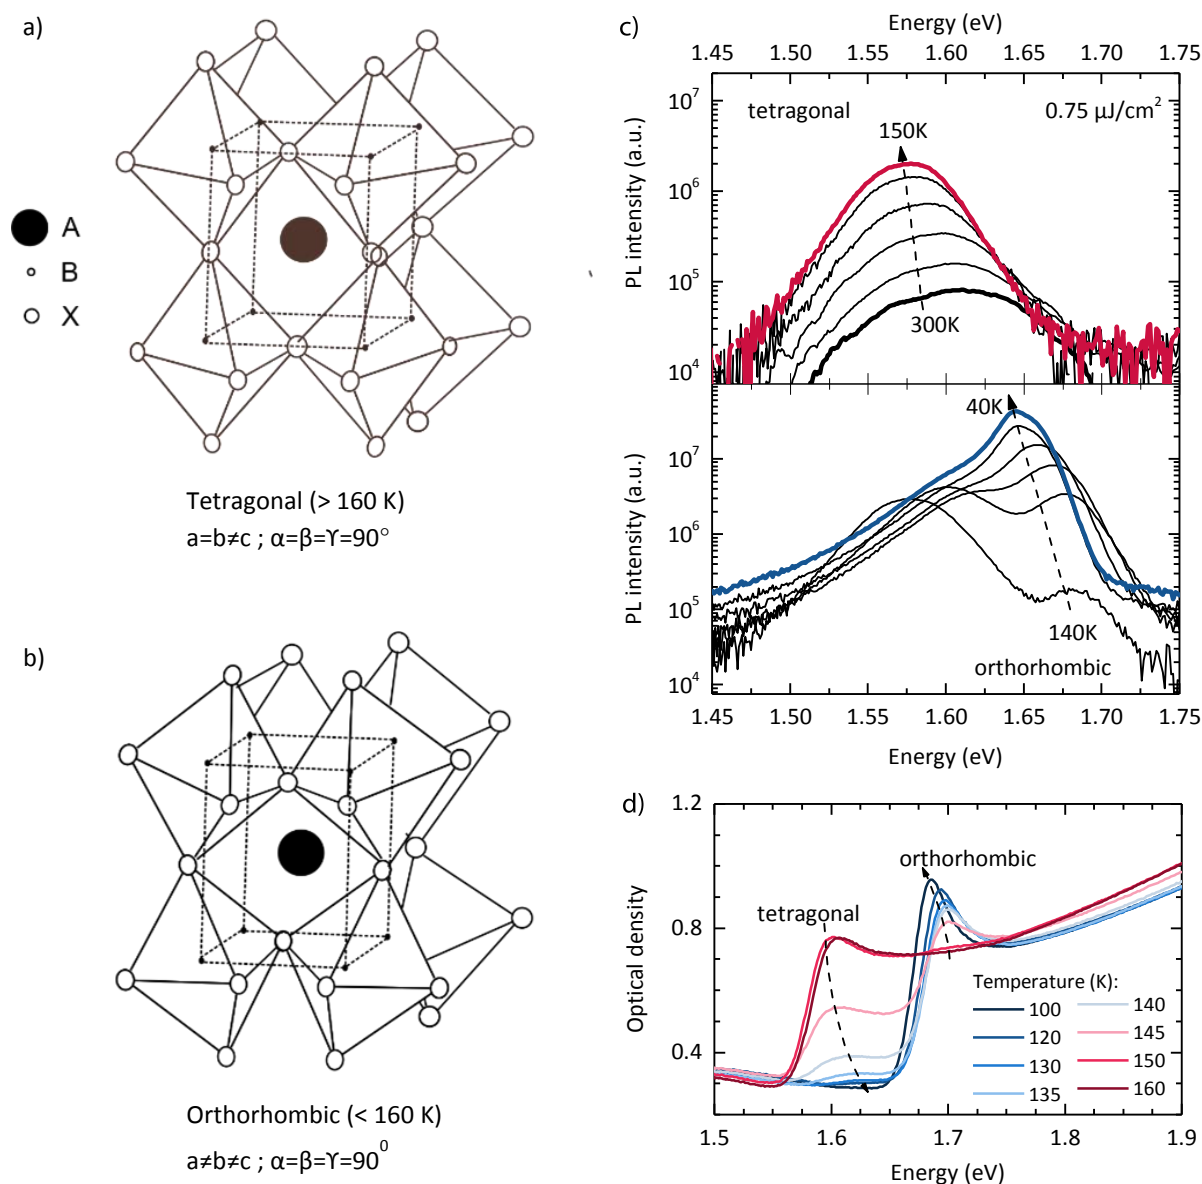 a)
A
B
X
Tetragonal (> 160 K)
a=b≠c ; α=β=ϒ=90°
b)
Orthorhombic (< 160 K)
a≠b≠c ; α=β=ϒ=90⁰
c)
Energy (eV)
1.45 1.50 1.55 1.60 1.65 1.70 1.75
PL intensity (a.u.)
10⁷
10⁶
10⁵
10⁴
tetragonal
0.75 µJ/cm²
150K
300K
PL intensity (a.u.)
10⁷
10⁶
10⁵
10⁴
40K
140K
orthorhombic
1.45 1.50 1.55 1.60 1.65 1.70 1.75
Energy (eV)
d)
Optical density
1.2
0.8
0.4
orthorhombic
tetragonal
Temperature (K):
100
120
130
135
140
145
150
160
1.5 1.6 1.7 1.8 1.9
Energy (eV)